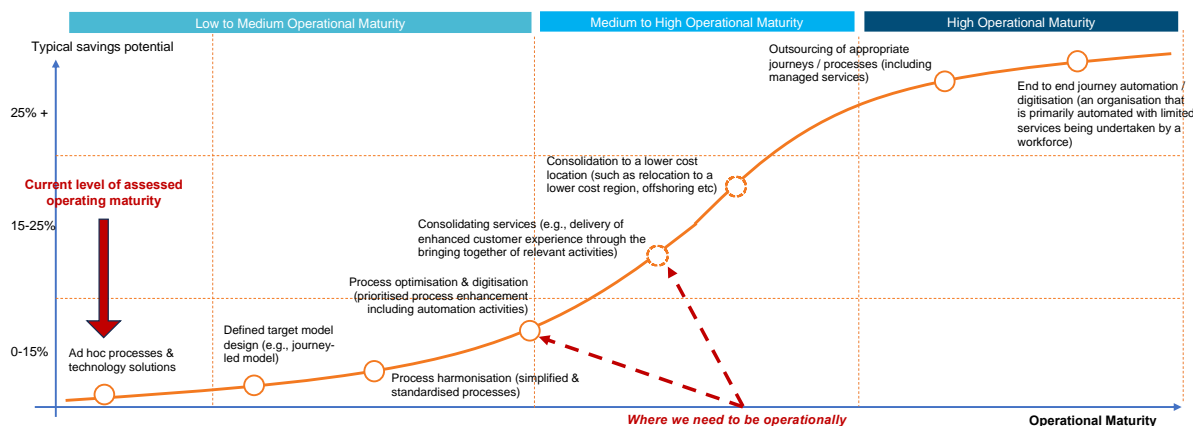 Low to Medium Operational Maturity
Medium to High Operational Maturity
High Operational Maturity
Typical savings potential
25% +
15-25%
0-15%
Current level of assessed
operating maturity
Ad hoc processes &
technology solutions
Defined target model
design (e.g., journey-
led model)
Process harmonisation (simplified &
standardised processes)
Process optimisation & digitisation
(prioritised process enhancement
including automation activities)
Consolidating services (e.g., delivery of
enhanced customer experience through the
bringing together of relevant activities)
Consolidation to a lower cost
location (such as relocation to a
lower cost region, offshoring etc)
Outsourcing of appropriate
journeys / processes (including
managed services)
End to end journey automation /
digitisation (an organisation that
is primarily automated with limited
services being undertaken by a
workforce)
Where we need to be operationally
Operational Maturity